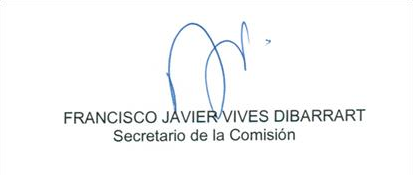 FRANCISCO JAVIER VIVES DIBARRART
Secretario de la Comisión